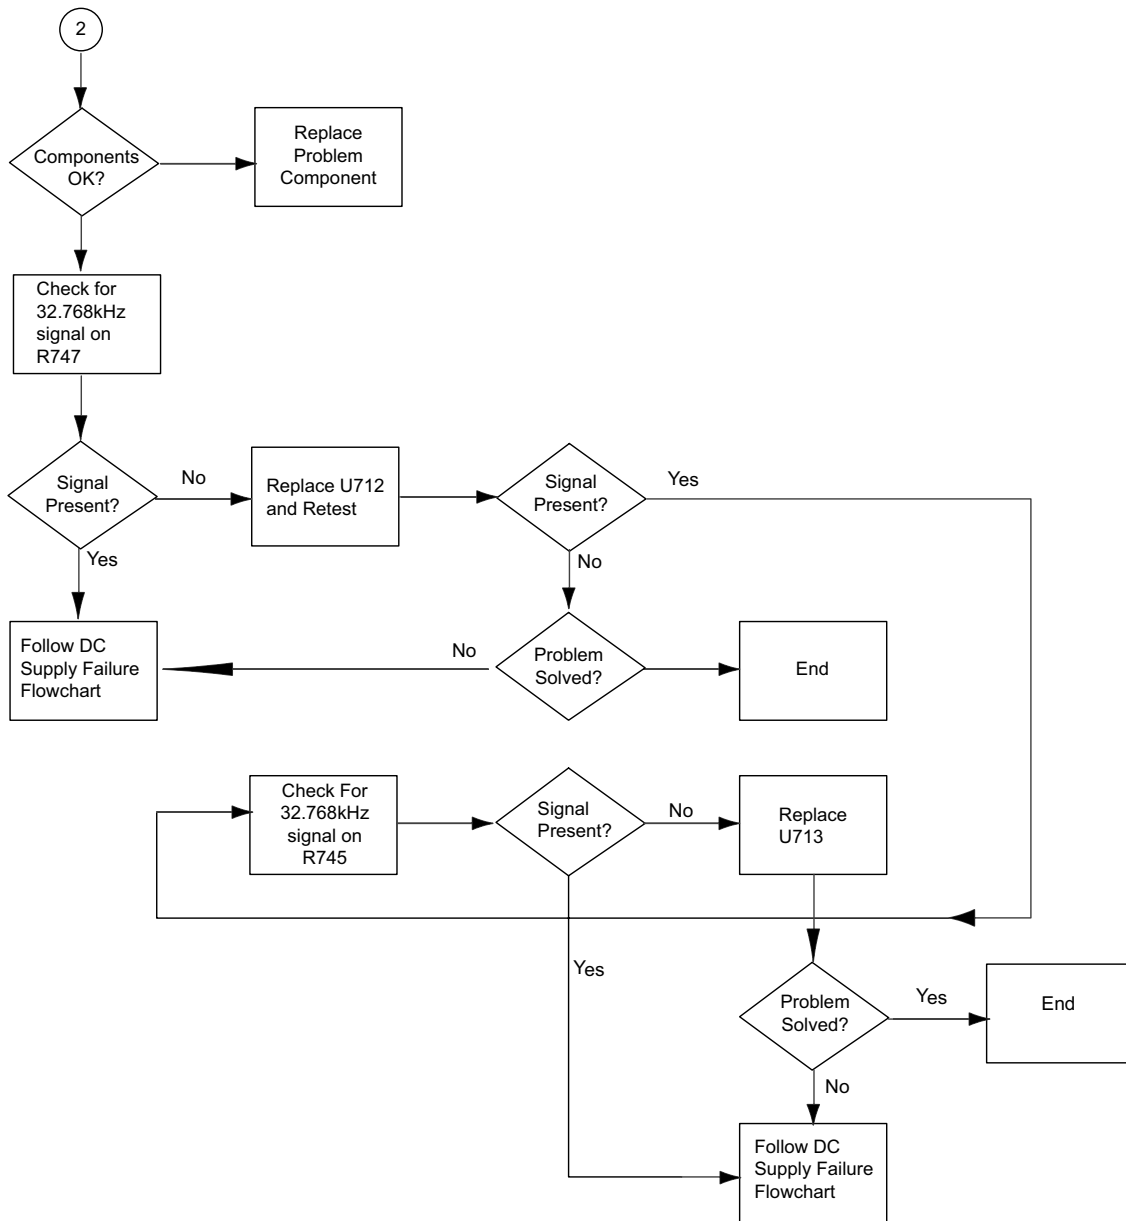 2
Components
OK?
Replace
Problem
Component
Check for
32.768kHz
signal on
R747
Signal
Present?
No
Yes
Replace U712
and Retest
Signal
Present?
Yes
No
Follow DC
Supply Failure
Flowchart
No
Problem
Solved?
End
Check For
32.768kHz
signal on
R745
Signal
Present?
No
Yes
Replace
U713
Problem
Solved?
Yes
No
End
Follow DC
Supply Failure
Flowchart